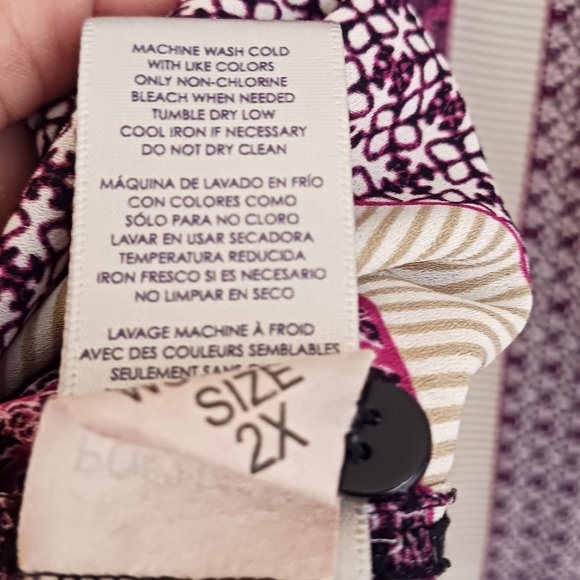 MACHINE WASH COLD
WITH LIKE COLORS
ONLY NON-CHLORINE
BLEACH WHEN NEEDED
TUMBLE DRY LOW
COOL IRON IF NECESSARY
DO NOT DRY CLEAN
MÁQUINA DE LAVADO EN FRÍO
CON COLORES COMO
SÓLO PARA NO CLORO
LAVAR EN USAR SECADORA
TEMPERATURA REDUCIDA
IRON FRESCO SI ES NECESARIO
NO LIMPIAR EN SECO
LAVAGE MACHINE À FROID
AVEC DES COULEURS SEMBLABLES
SEULEMENT SANS
SIZE
2X